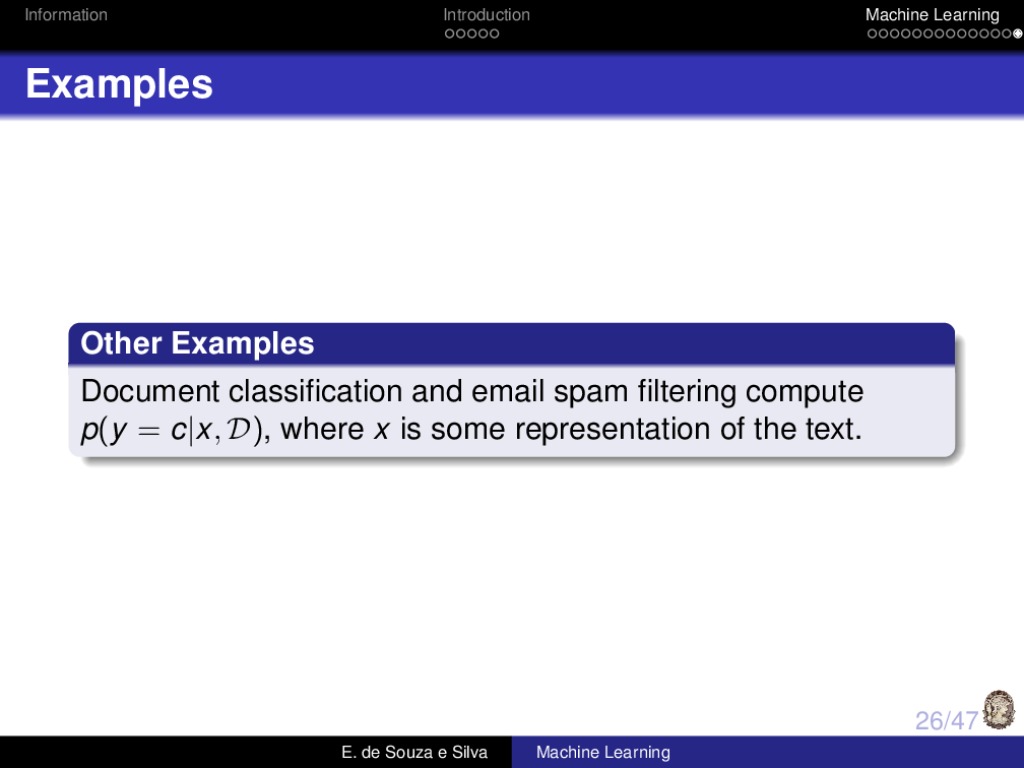 Information Introduction Machine Learning
Examples
Other Examples
Document classification and email spam filtering compute
p(y = c|x, 𝒟), where x is some representation of the text.
26/47
E. de Souza e Silva Machine Learning